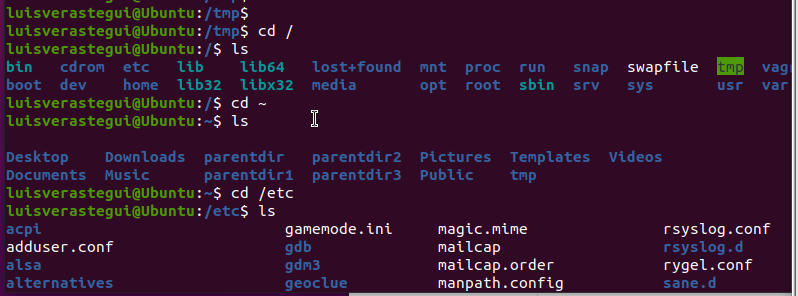 luisverastegui@Ubuntu:/tmp$
luisverastegui@Ubuntu:/tmp$ cd /
luisverastegui@Ubuntu:/$ ls
bin cdrom etc lib lib64 lost+found mnt proc run snap swapfile tmp vagr
boot dev home lib32 libx32 media opt root sbin srv sys usr var
luisverastegui@Ubuntu:/$ cd ~
luisverastegui@Ubuntu:~$ ls
Desktop Downloads parentdir parentdir2 Pictures Templates Videos
Documents Music parentdir1 parentdir3 Public tmp
luisverastegui@Ubuntu:~$ cd /etc
luisverastegui@Ubuntu:/etc$ ls
acpi gamemode.ini magic.mime rsyslog.conf
adduser.conf gdb mailcap rsyslog.d
alsa gdm3 mailcap.order rygel.conf
alternatives geoclue manpath.config sane.d